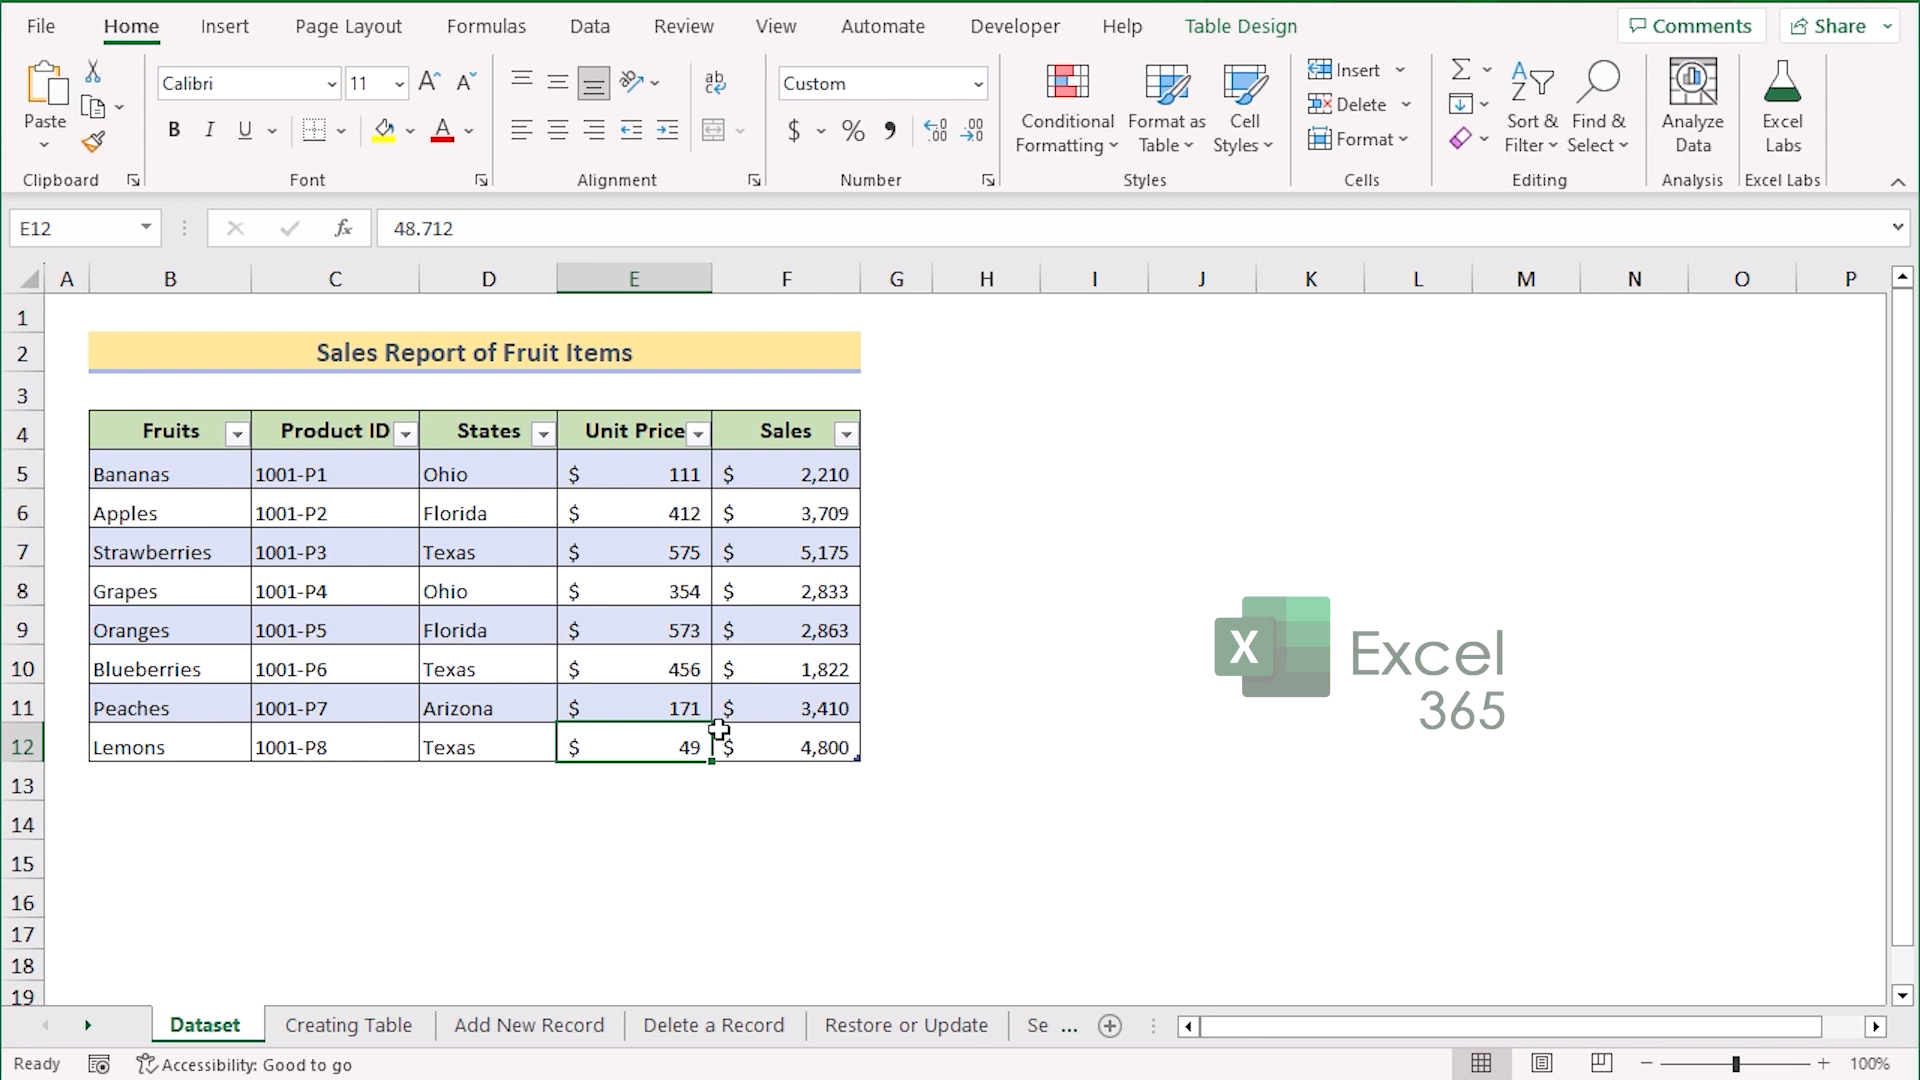 File Home Insert Page Layout Formulas Data Review View Automate Developer Help Table Design Comments Share
Calibri 11 Custom
Insert
Delete
Format
Paste
B I U A $ % 9
Conditional Formatting
Format as Table
Cell Styles
Sort & Filter
Find & Select
Analyze Data
Excel Labs
Clipboard Font Alignment Number Styles Cells Editing Analysis Excel Labs
E12 fx 48.712
A B C D E F G H I J K L M N O P
1
2 Sales Report of Fruit Items
3
4 Fruits Product ID States Unit Price Sales
5 Bananas 1001-P1 Ohio $ 111 $ 2,210
6 Apples 1001-P2 Florida $ 412 $ 3,709
7 Strawberries 1001-P3 Texas $ 575 $ 5,175
8 Grapes 1001-P4 Ohio $ 354 $ 2,833
9 Oranges 1001-P5 Florida $ 573 $ 2,863
10 Blueberries 1001-P6 Texas $ 456 $ 1,822
11 Peaches 1001-P7 Arizona $ 171 $ 3,410
12 Lemons 1001-P8 Texas $ 49 $ 4,800
13
14
15
16
17
18
19
X Excel
365
Dataset Creating Table Add New Record Delete a Record Restore or Update Se ...
Ready Accessibility: Good to go 100%